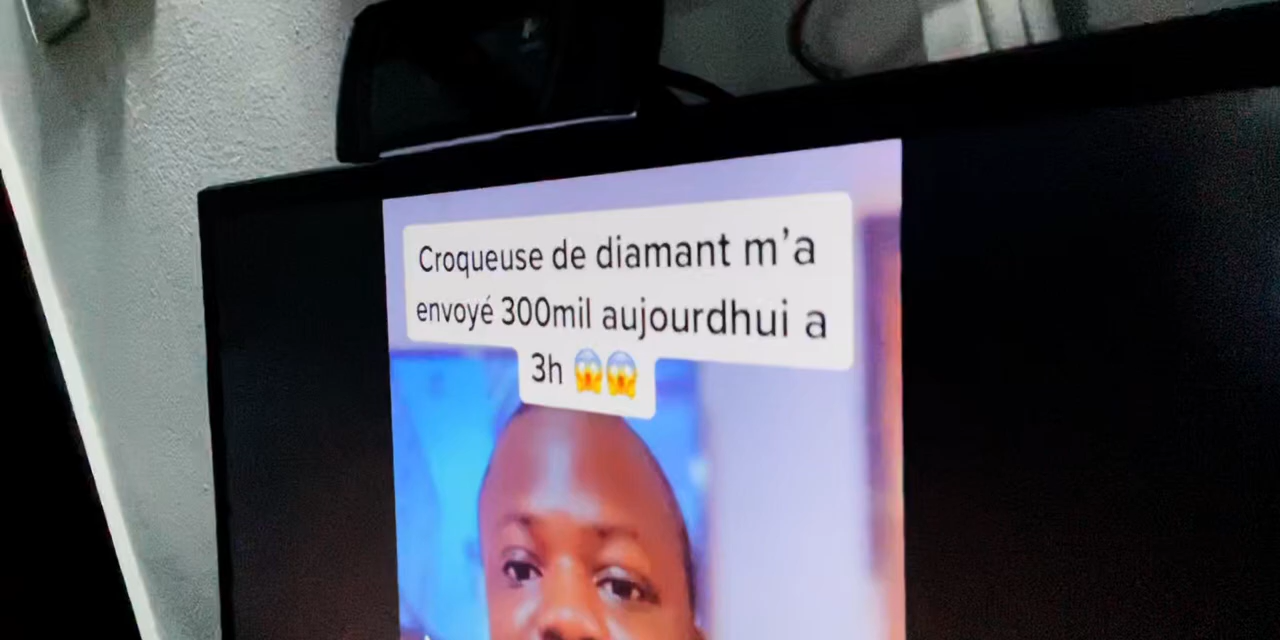 Croqueuse de diamant m'a
envoyé 300mil aujourdhui a
3h 😱😱